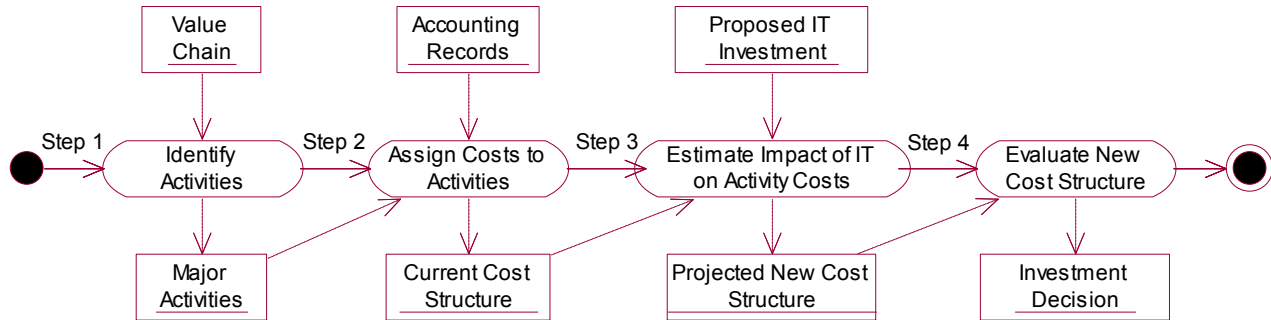 Value
Chain
Accounting
Records
Proposed IT
Investment
Step 1
Identify
Activities
Step 2
Assign Costs to
Activities
Step 3
Estimate Impact of IT
on Activity Costs
Step 4
Evaluate New
Cost Structure
Major
Activities
Current Cost
Structure
Projected New Cost
Structure
Investment
Decision